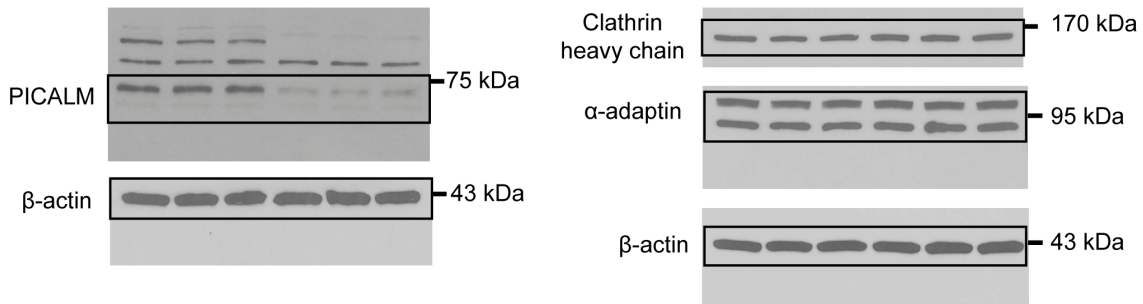 PICALM
75 kDa
β-actin
43 kDa
Clathrin
heavy chain
170 kDa
α-adaptin
95 kDa
β-actin
43 kDa